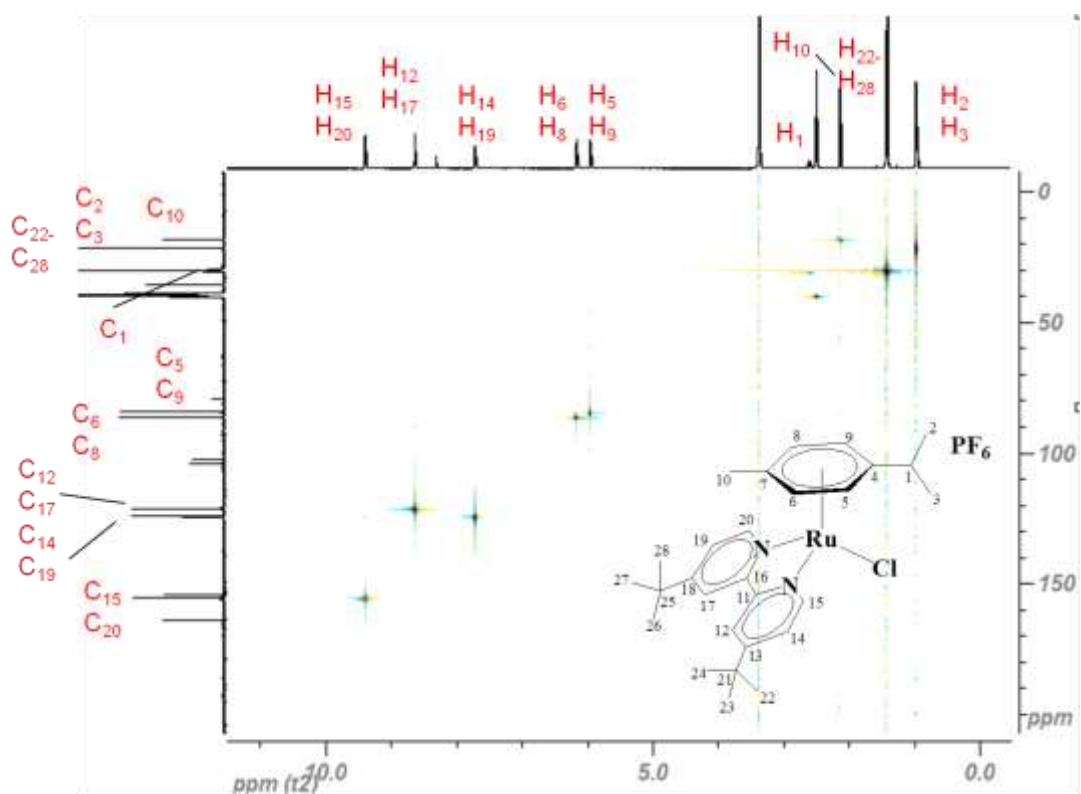 H15 H12 H14 H6 H5 H10 H22- H2
H20 H17 H19 H8 H9 H1 H28 H3
C2 C10
C22- C3
C28
C1
C5
C9
C6
C8
C12
C17
C14
C19
C15
C20
0
50
100
150
ppm
10.0 5.0 0.0
ppm (t2)
8 9 2 PF6
10 7 4 1
6 5 3
20
19 N Ru
28 16 N Cl
27 18 25 17 11 15
26 12 14
13
24 21 22
23